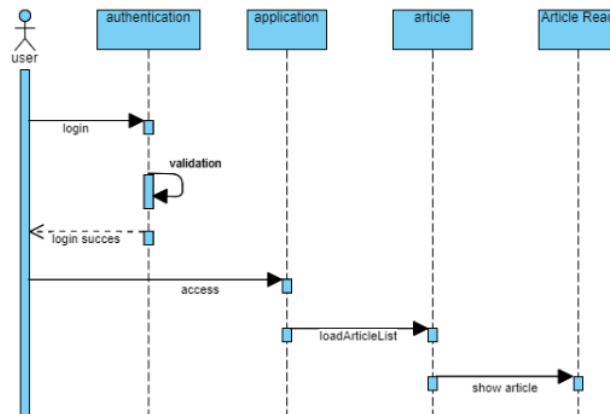 authentication
application
article
Article Read
user
login
validation
login succes
access
loadArticleList
show article